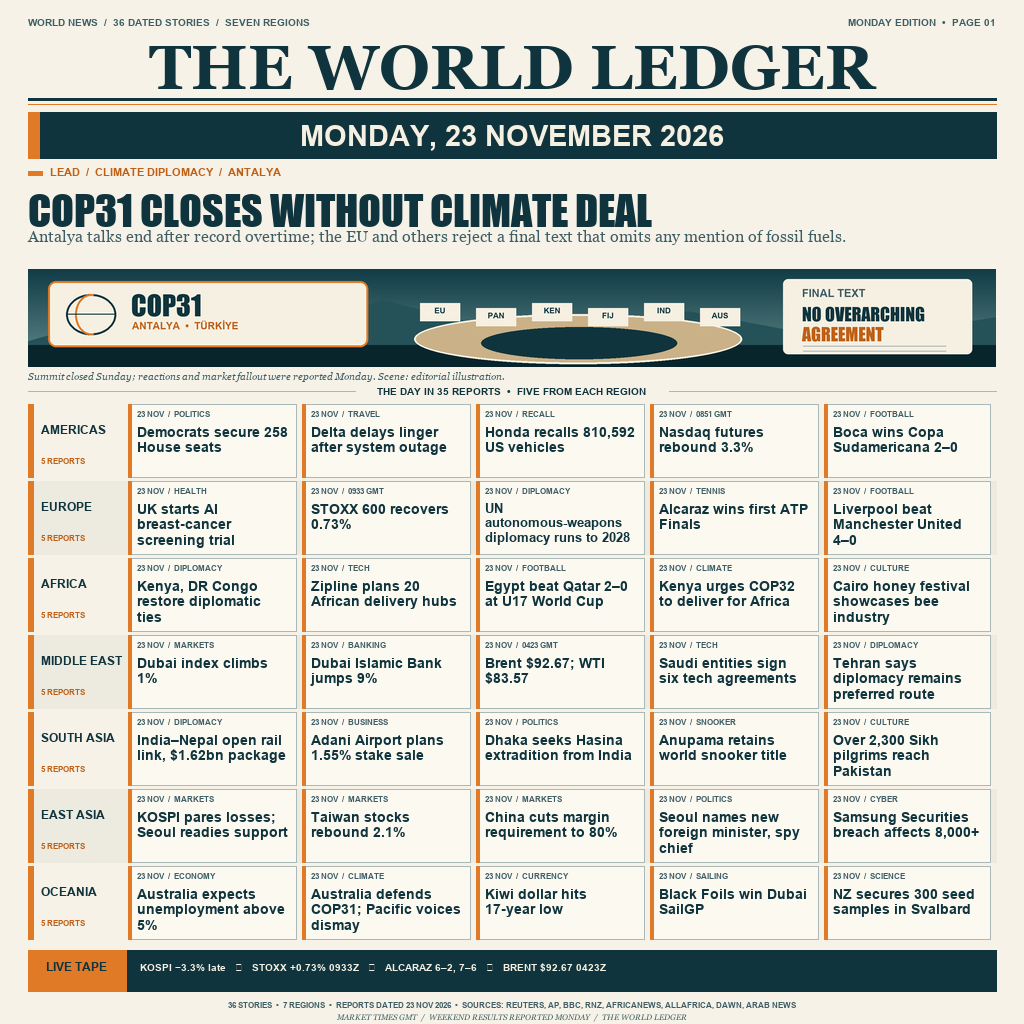 WORLD NEWS / 36 DATED STORIES / SEVEN REGIONS
MONDAY EDITION • PAGE 01
THE WORLD LEDGER
MONDAY, 23 NOVEMBER 2026
LEAD / CLIMATE DIPLOMACY / ANTALYA
COP31 CLOSES WITHOUT CLIMATE DEAL
Antalya talks end after record overtime; the EU and others reject a final text that omits any mention of fossil fuels.
COP31
ANTALYA • TÜRKİYE
EU
PAN
KEN
FIJ
IND
AUS
FINAL TEXT
NO OVERARCHING
AGREEMENT
Summit closed Sunday; reactions and market fallout were reported Monday. Scene: editorial illustration.
THE DAY IN 35 REPORTS • FIVE FROM EACH REGION
AMERICAS
5 REPORTS
23 NOV / POLITICS
Democrats secure 258
House seats
23 NOV / TRAVEL
Delta delays linger
after system outage
23 NOV / RECALL
Honda recalls 810,592
US vehicles
23 NOV / 0851 GMT
Nasdaq futures
rebound 3.3%
23 NOV / FOOTBALL
Boca wins Copa
Sudamericana 2–0
EUROPE
5 REPORTS
23 NOV / HEALTH
UK starts AI
breast-cancer
screening trial
23 NOV / 0933 GMT
STOXX 600 recovers
0.73%
23 NOV / DIPLOMACY
UN
autonomous-weapons
diplomacy runs to 2028
23 NOV / TENNIS
Alcaraz wins first ATP
Finals
23 NOV / FOOTBALL
Liverpool beat
Manchester United
4–0
AFRICA
5 REPORTS
23 NOV / DIPLOMACY
Kenya, DR Congo
restore diplomatic
ties
23 NOV / TECH
Zipline plans 20
African delivery hubs
23 NOV / FOOTBALL
Egypt beat Qatar 2–0
at U17 World Cup
23 NOV / CLIMATE
Kenya urges COP32
to deliver for Africa
23 NOV / CULTURE
Cairo honey festival
showcases bee
industry
MIDDLE EAST
5 REPORTS
23 NOV / MARKETS
Dubai index climbs
1%
23 NOV / BANKING
Dubai Islamic Bank
jumps 9%
23 NOV / 0423 GMT
Brent $92.67; WTI
$83.57
23 NOV / TECH
Saudi entities sign
six tech agreements
23 NOV / DIPLOMACY
Tehran says
diplomacy remains
preferred route
SOUTH ASIA
5 REPORTS
23 NOV / DIPLOMACY
India–Nepal open rail
link, $1.62bn package
23 NOV / BUSINESS
Adani Airport plans
1.55% stake sale
23 NOV / POLITICS
Dhaka seeks Hasina
extradition from India
23 NOV / SNOOKER
Anupama retains
world snooker title
23 NOV / CULTURE
Over 2,300 Sikh
pilgrims reach
Pakistan
EAST ASIA
5 REPORTS
23 NOV / MARKETS
KOSPI pares losses;
Seoul readies support
23 NOV / MARKETS
Taiwan stocks
rebound 2.1%
23 NOV / MARKETS
China cuts margin
requirement to 80%
23 NOV / POLITICS
Seoul names new
foreign minister, spy
chief
23 NOV / CYBER
Samsung Securities
breach affects 8,000+
OCEANIA
5 REPORTS
23 NOV / ECONOMY
Australia expects
unemployment above
5%
23 NOV / CLIMATE
Australia defends
COP31; Pacific voices
dismay
23 NOV / CURRENCY
Kiwi dollar hits
17-year low
23 NOV / SAILING
Black Foils win Dubai
SailGP
23 NOV / SCIENCE
NZ secures 300 seed
samples in Svalbard
LIVE TAPE
KOSPI −3.3% late □ STOXX +0.73% 0933Z □ ALCARAZ 6–2, 7–6 □ BRENT $92.67 0423Z
36 STORIES • 7 REGIONS • REPORTS DATED 23 NOV 2026 • SOURCES: REUTERS, AP, BBC, RNZ, AFRICANEWS, ALLAFRICA, DAWN, ARAB NEWS
MARKET TIMES GMT / WEEKEND RESULTS REPORTED MONDAY / THE WORLD LEDGER